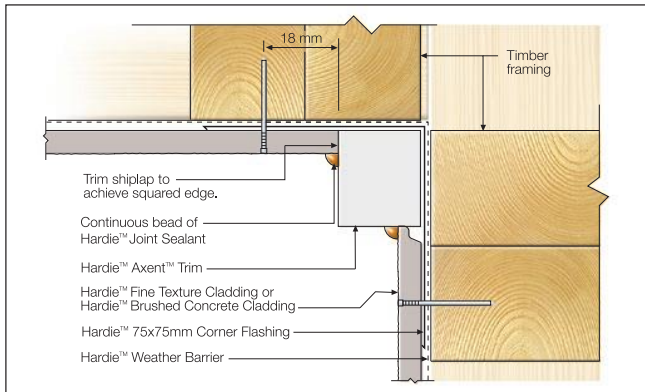 18 mm
Timber
framing
Trim shiplap to
achieve squared edge.
Continuous bead of
Hardie™ Joint Sealant
Hardie™ Axent™ Trim
Hardie™ Fine Texture Cladding or
Hardie™ Brushed Concrete Cladding
Hardie™ 75x75mm Corner Flashing
Hardie™ Weather Barrier